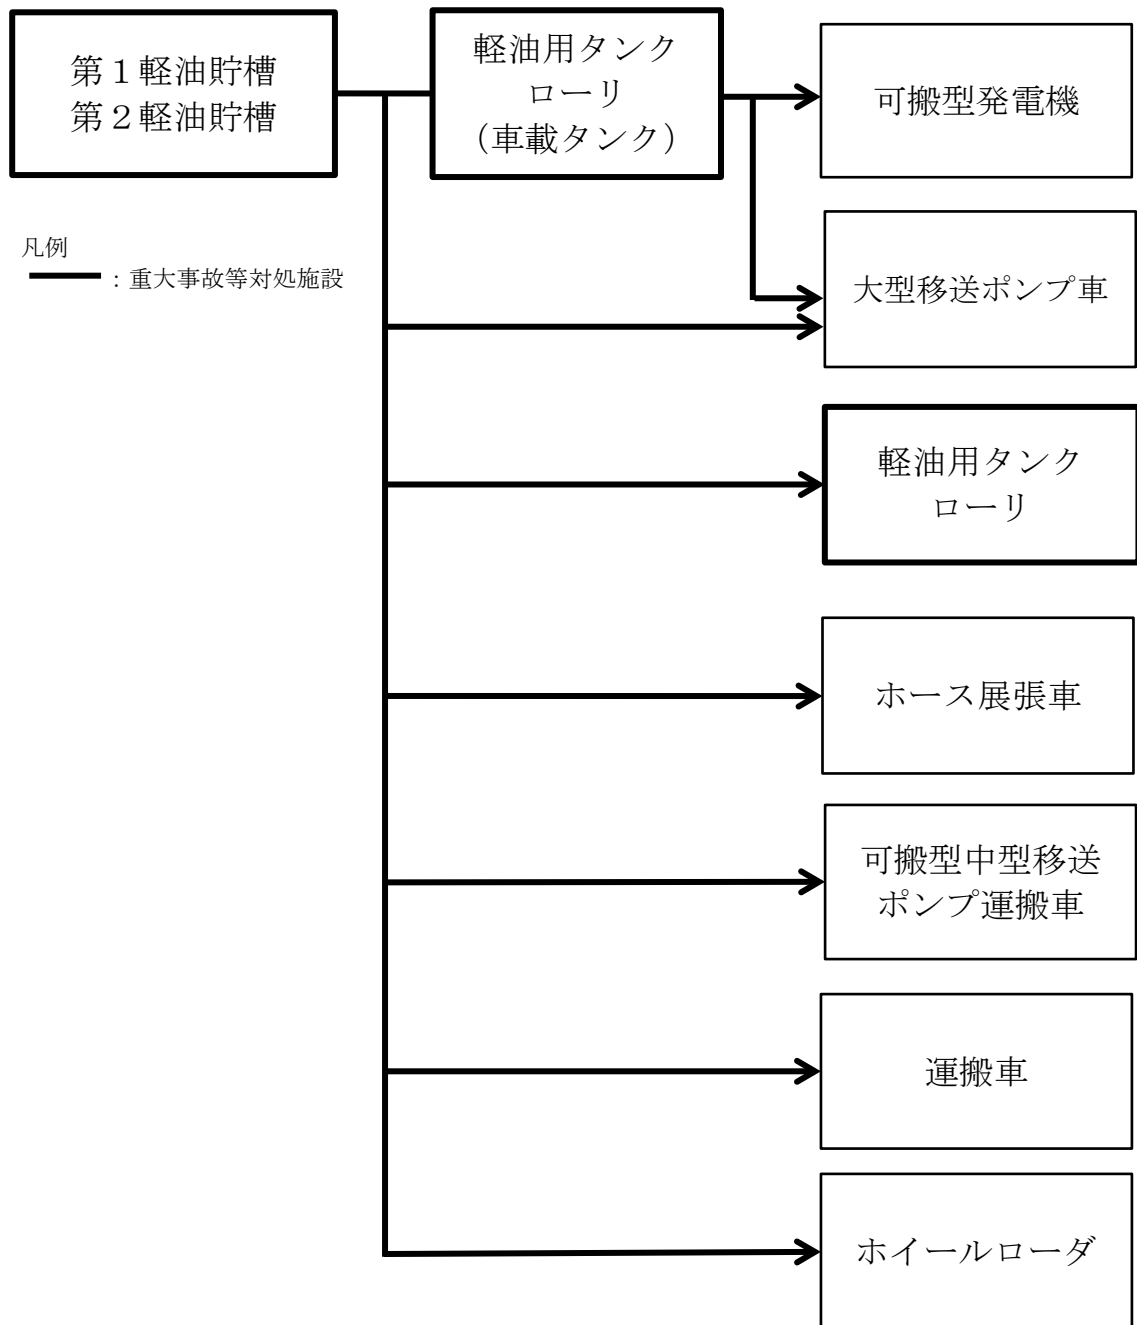 第１軽油貯槽
第２軽油貯槽
軽油用タンク
ローリ
（車載タンク）
可搬型発電機
凡例
：重大事故等対処施設
大型移送ポンプ車
軽油用タンク
ローリ
ホース展張車
可搬型中型移送
ポンプ運搬車
運搬車
ホイールローダ